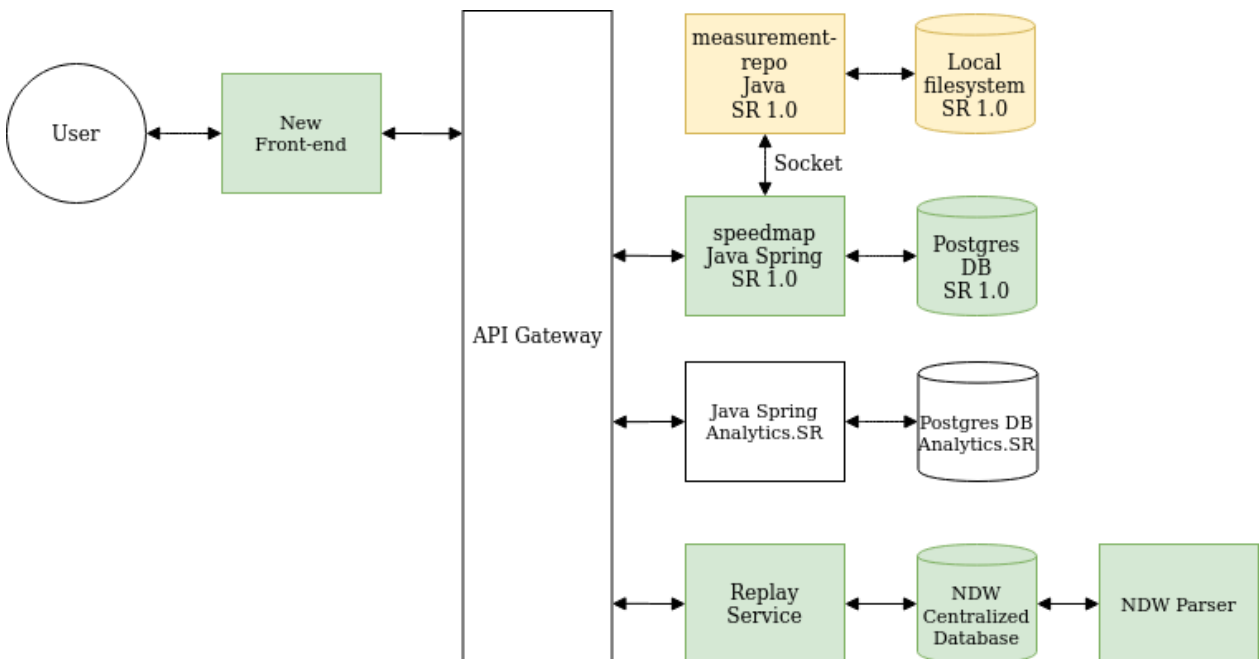 User
New
Front-end
API Gateway
measurement-
repo
Java
SR 1.0
Local
filesystem
SR 1.0
Socket
speedmap
Java Spring
SR 1.0
Postgres
DB
SR 1.0
Java Spring
Analytics.SR
Postgres DB
Analytics.SR
Replay
Service
NDW
Centralized
Database
NDW Parser